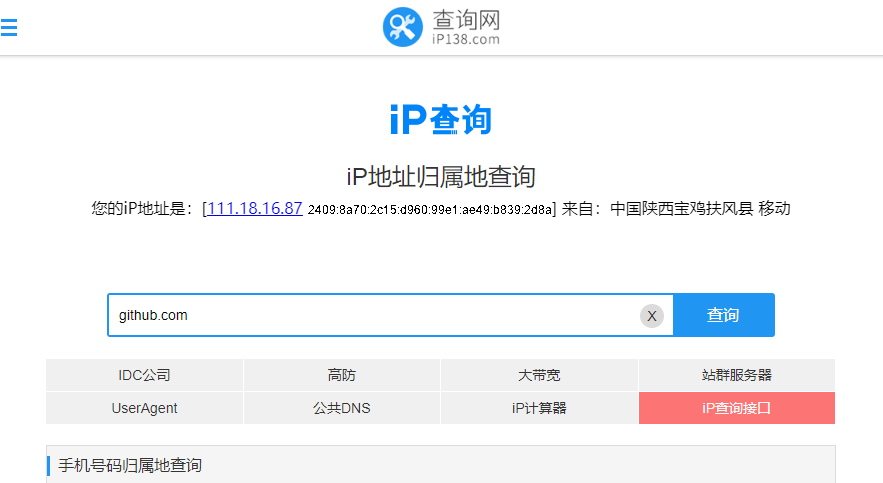 查询网
iP138.com
iP查询
iP地址归属地查询
您的iP地址是：[111.18.16.87 2409:8a70:2c15:d960:99e1:ae49:b839:2d8a] 来自：中国陕西宝鸡扶风县 移动
github.com X 查询
IDC公司 高防 大带宽 站群服务器
UserAgent 公共DNS iP计算器 iP查询接口
手机号码归属地查询